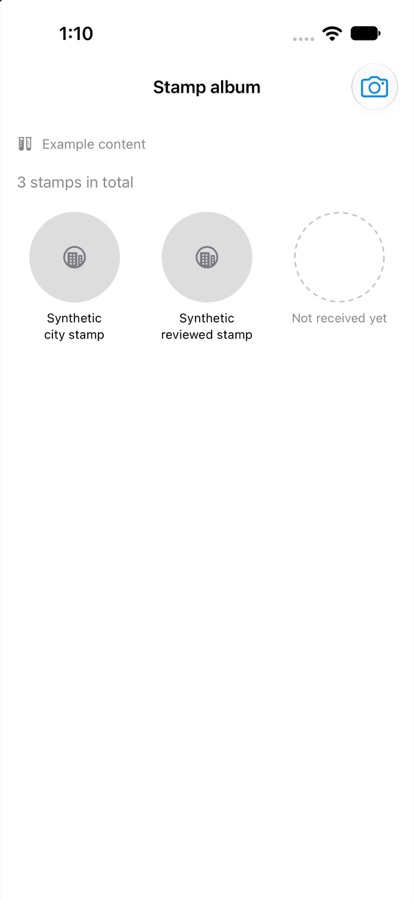 1:10
Stamp album
Example content
3 stamps in total
Synthetic
city stamp
Synthetic
reviewed stamp
Not received yet